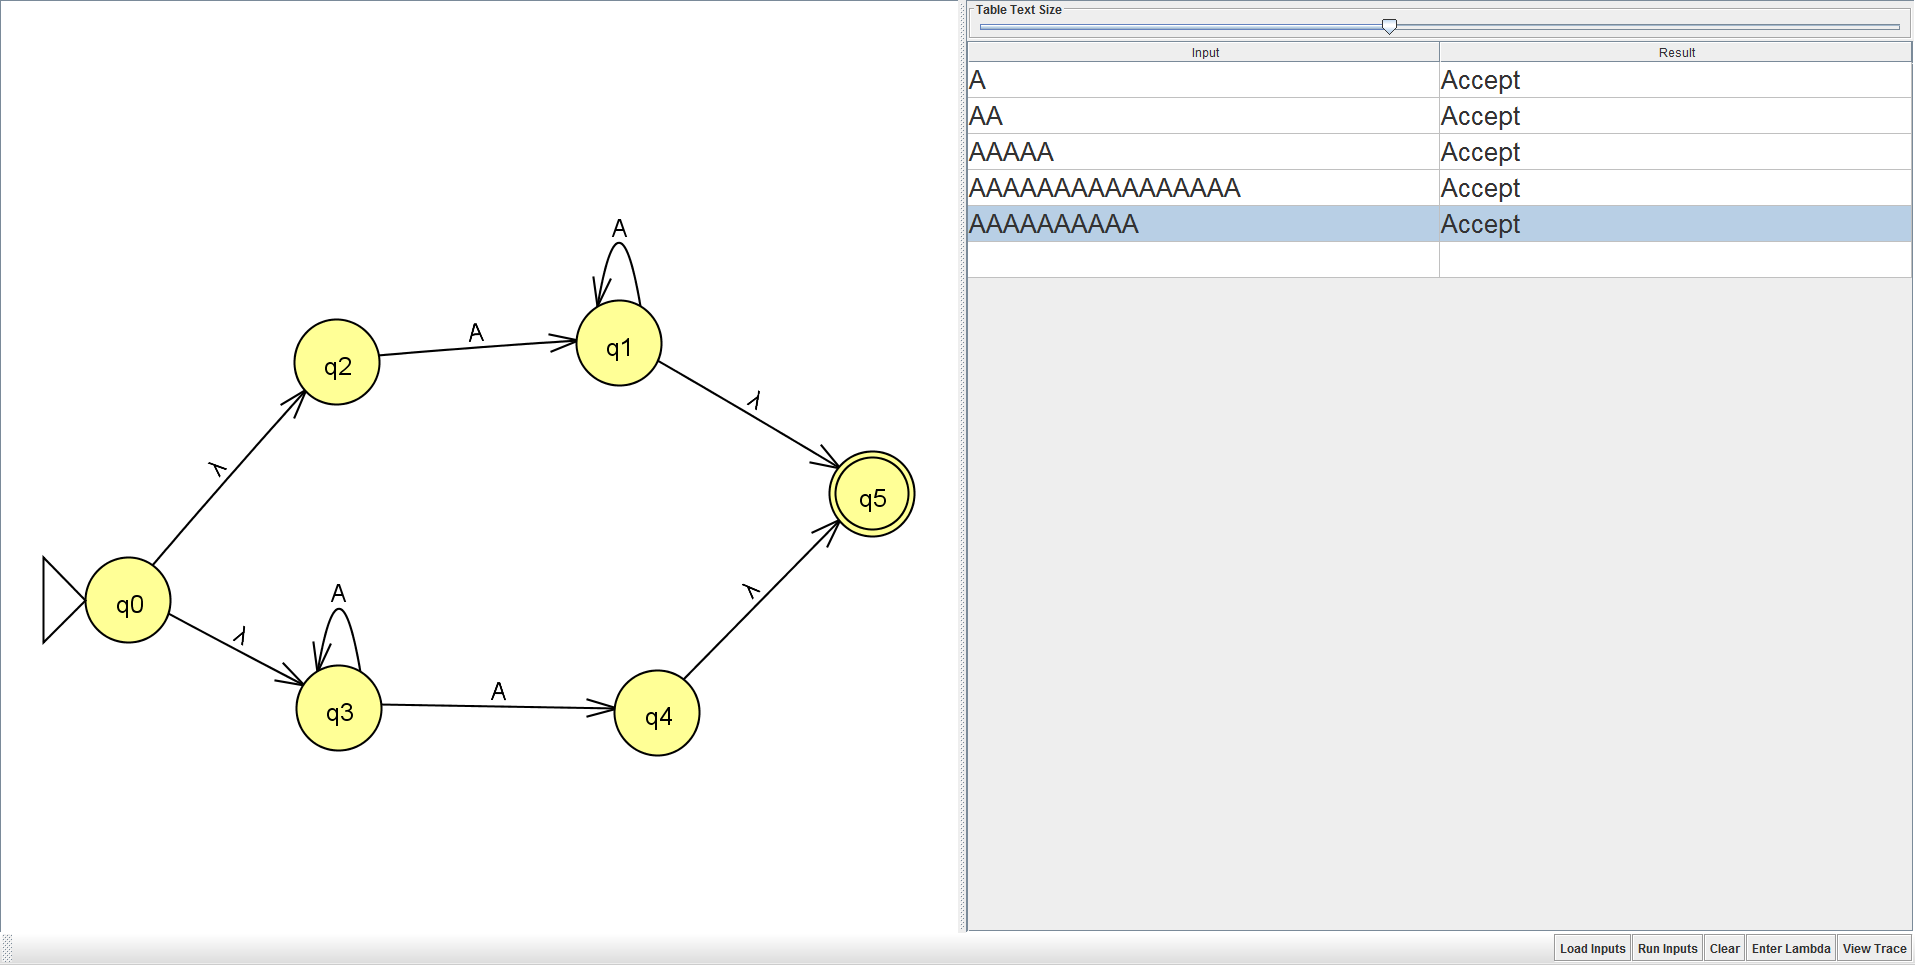 A
A
q1
q2
λ
q5
λ
λ
A
q0
λ
A
q3
q4
Table Text Size
Input Result
A Accept
AA Accept
AAAAA Accept
AAAAAAAAAAAAAAAA Accept
AAAAAAAAAA Accept
Load Inputs Run Inputs Clear Enter Lambda View Trace